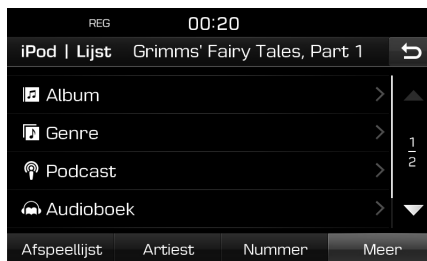 REG 00:20
iPod | Lijst Grimms' Fairy Tales, Part 1
Album
Genre
Podcast
Audioboek
1
2
Afspeellijst Artiest Nummer Meer